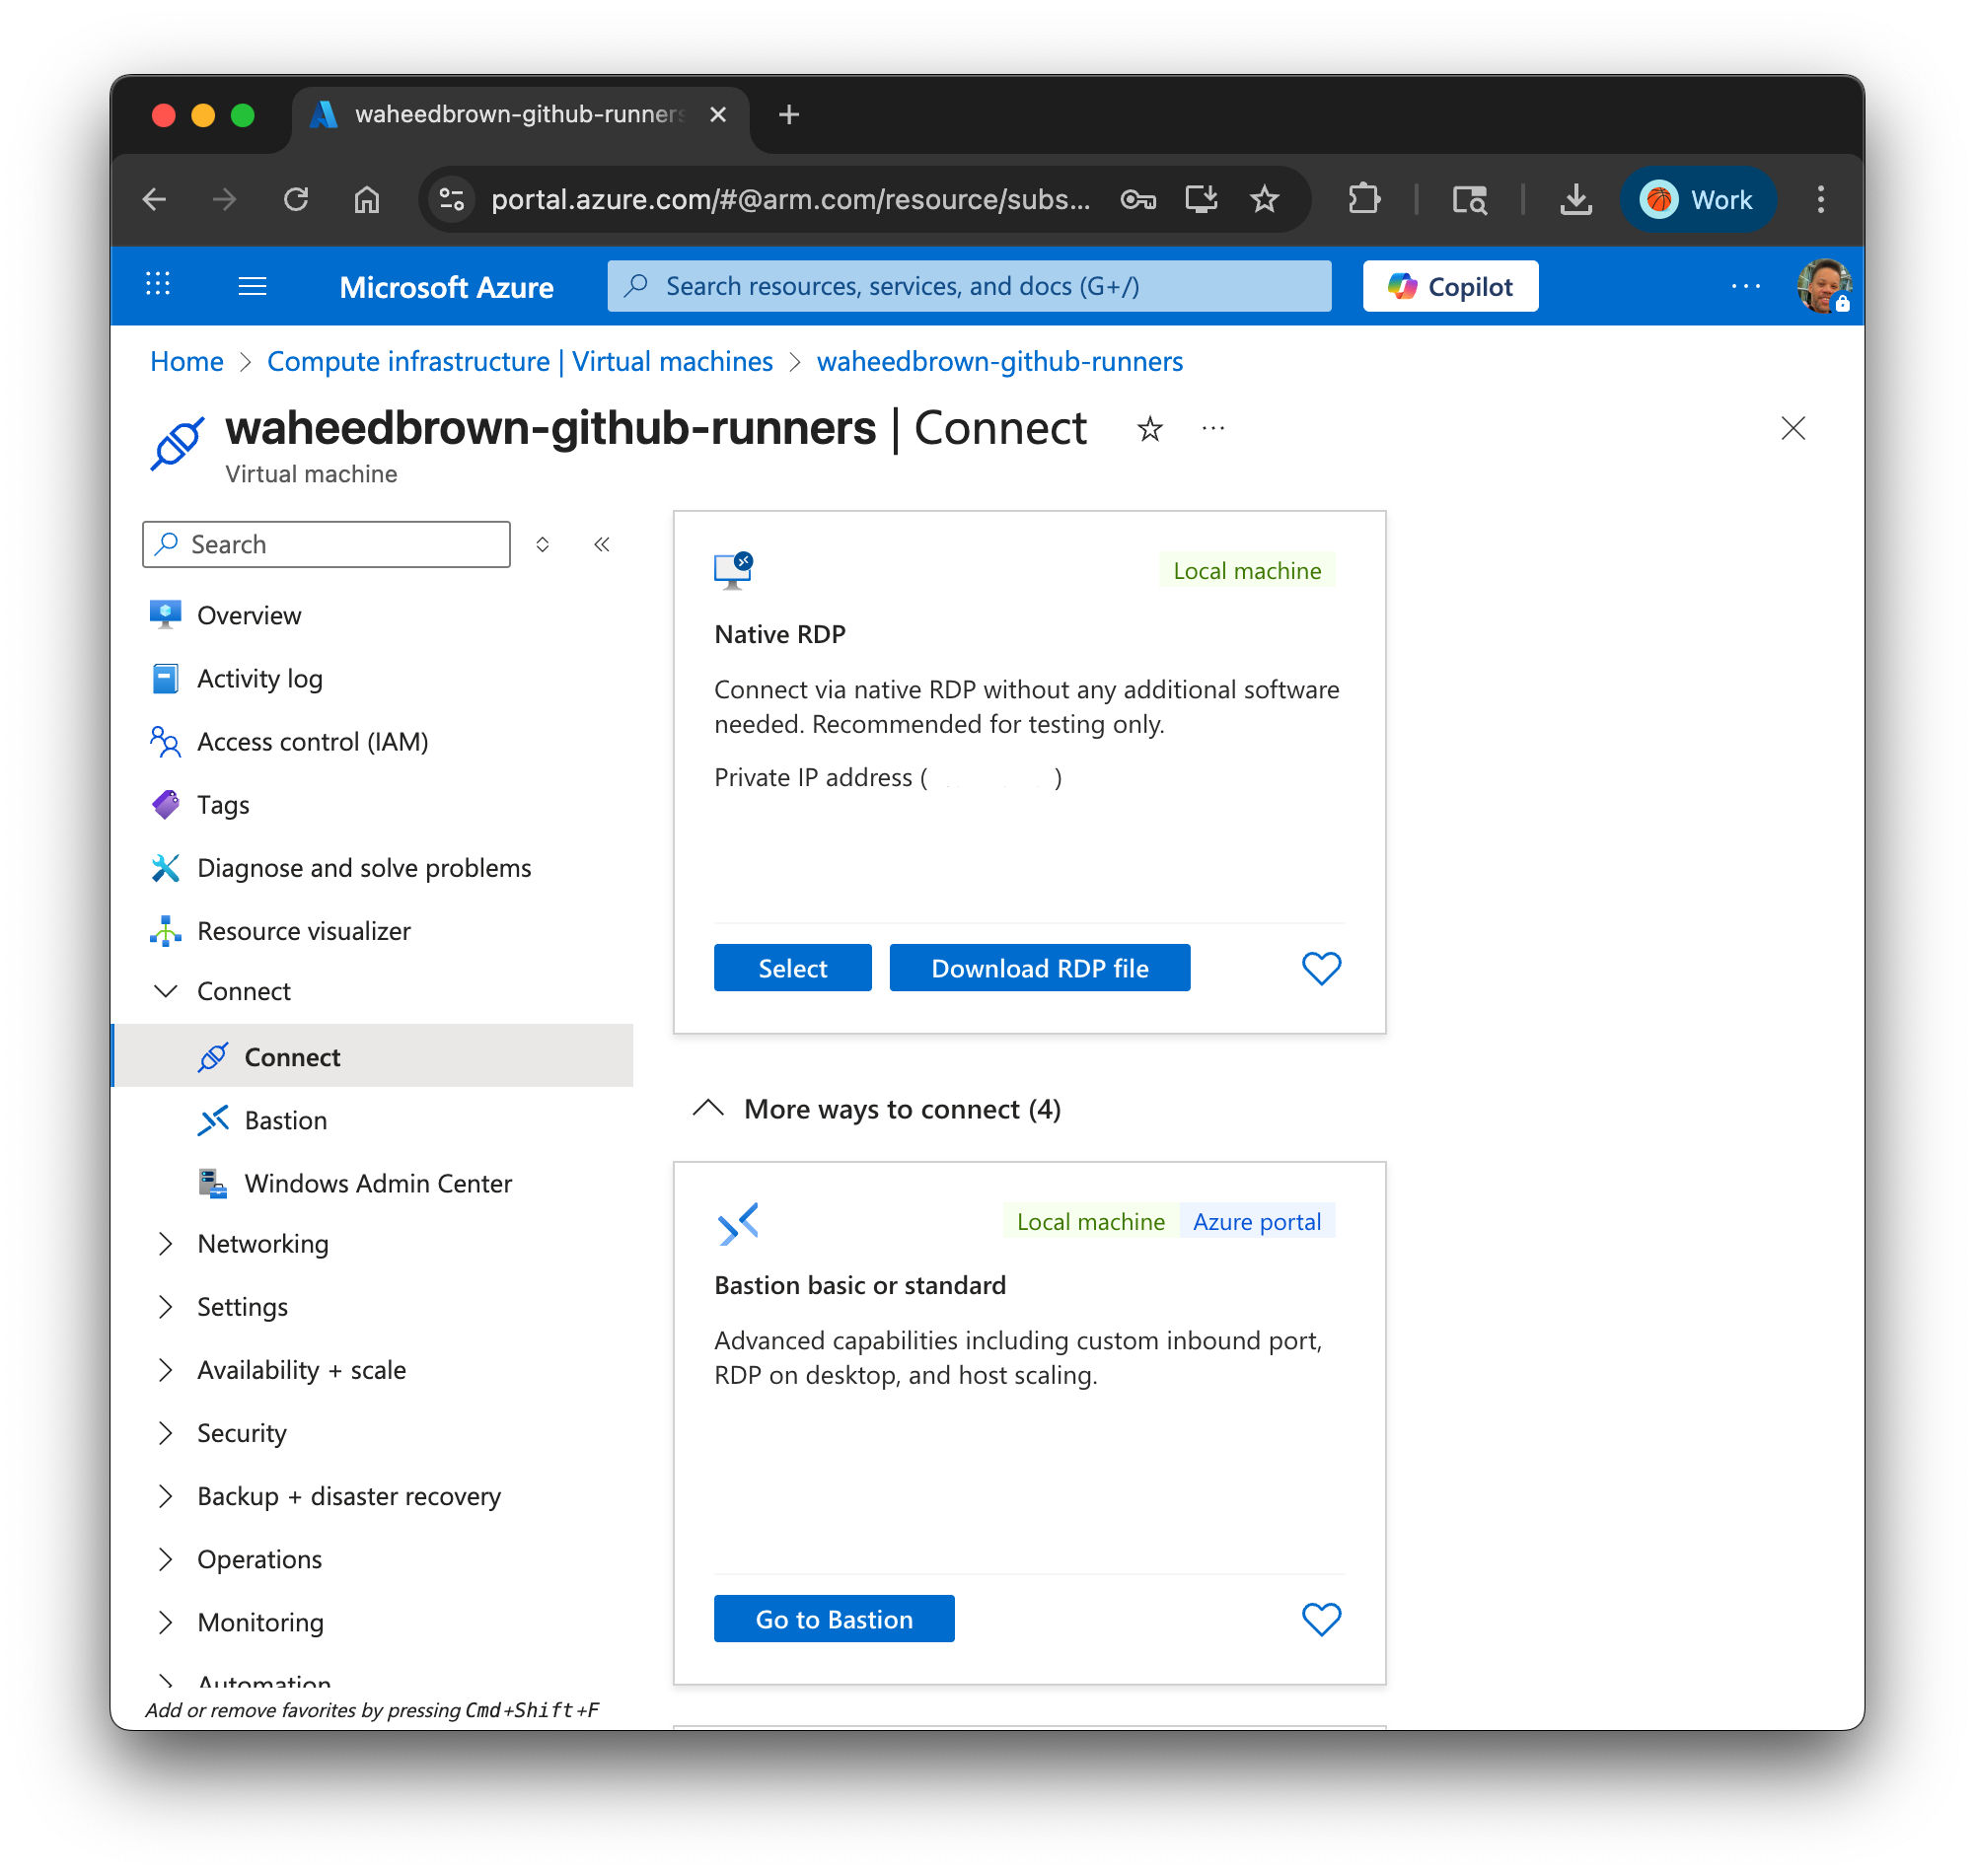 waheedbrown-github-runners
portal.azure.com/#@arm.com/resource/subs...
Work
Microsoft Azure
Search resources, services, and docs (G+/)
Copilot
Home > Compute infrastructure | Virtual machines > waheedbrown-github-runners
waheedbrown-github-runners | Connect
Virtual machine
Search
Overview
Activity log
Access control (IAM)
Tags
Diagnose and solve problems
Resource visualizer
Connect
Connect
Bastion
Windows Admin Center
Networking
Settings
Availability + scale
Security
Backup + disaster recovery
Operations
Monitoring
Automation
Add or remove favorites by pressing Cmd+Shift+F
Local machine
Native RDP
Connect via native RDP without any additional software
needed. Recommended for testing only.
Private IP address ( )
Select
Download RDP file
More ways to connect (4)
Local machine
Azure portal
Bastion basic or standard
Advanced capabilities including custom inbound port,
RDP on desktop, and host scaling.
Go to Bastion